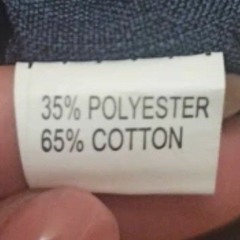 35% POLYESTER
65% COTTON